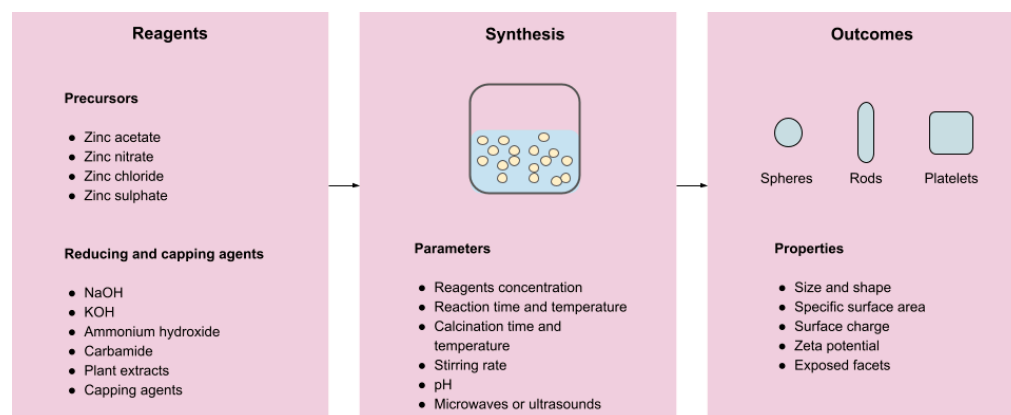 Reagents
Precursors
● Zinc acetate
● Zinc nitrate
● Zinc chloride
● Zinc sulphate
Reducing and capping agents
● NaOH
● KOH
● Ammonium hydroxide
● Carbamide
● Plant extracts
● Capping agents
Synthesis
Parameters
● Reagents concentration
● Reaction time and temperature
● Calcination time and
temperature
● Stirring rate
● pH
● Microwaves or ultrasounds
Outcomes
Spheres Rods Platelets
Properties
● Size and shape
● Specific surface area
● Surface charge
● Zeta potential
● Exposed facets